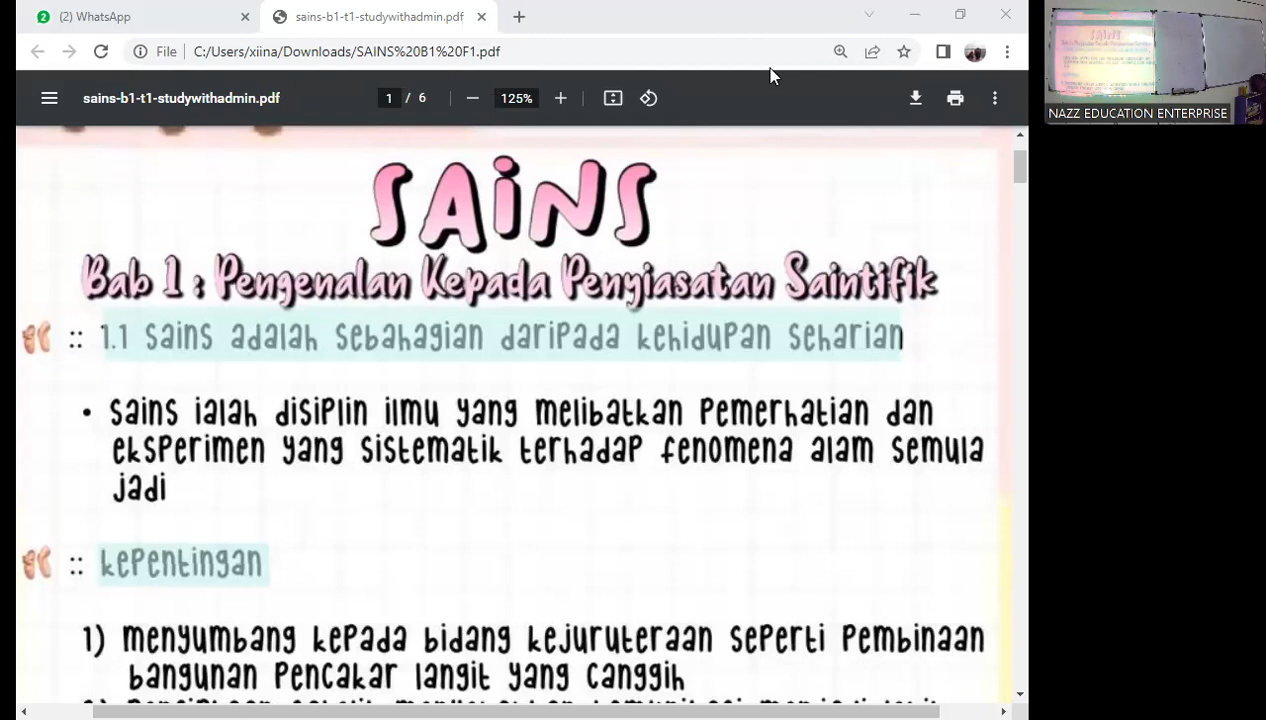 (2) WhatsApp
sains-b1-t1-studywithadmin.pdf
File
C:/Users/xiina/Downloads/SAINS%20B1%20F1.pdf
sains-b1-t1-studywithadmin.pdf
1 / 6
125%
SAiNS
Bab 1 : Pengenalan Kepada Penyiasatan Saintifik
:: 1.1 sains adalah sebahagian daripada kehidupan seharian
• sains ialah disiplin ilmu yang melibatkan pemerhatian dan
eksperimen yang sistematik terhadap fenomena alam semula
jadi
:: kepentingan
1) menyumbang kepada bidang kejuruteraan seperti pembinaan
bangunan pencakar langit yang canggih
SAINS
NAZZ EDUCATION ENTERPRISE